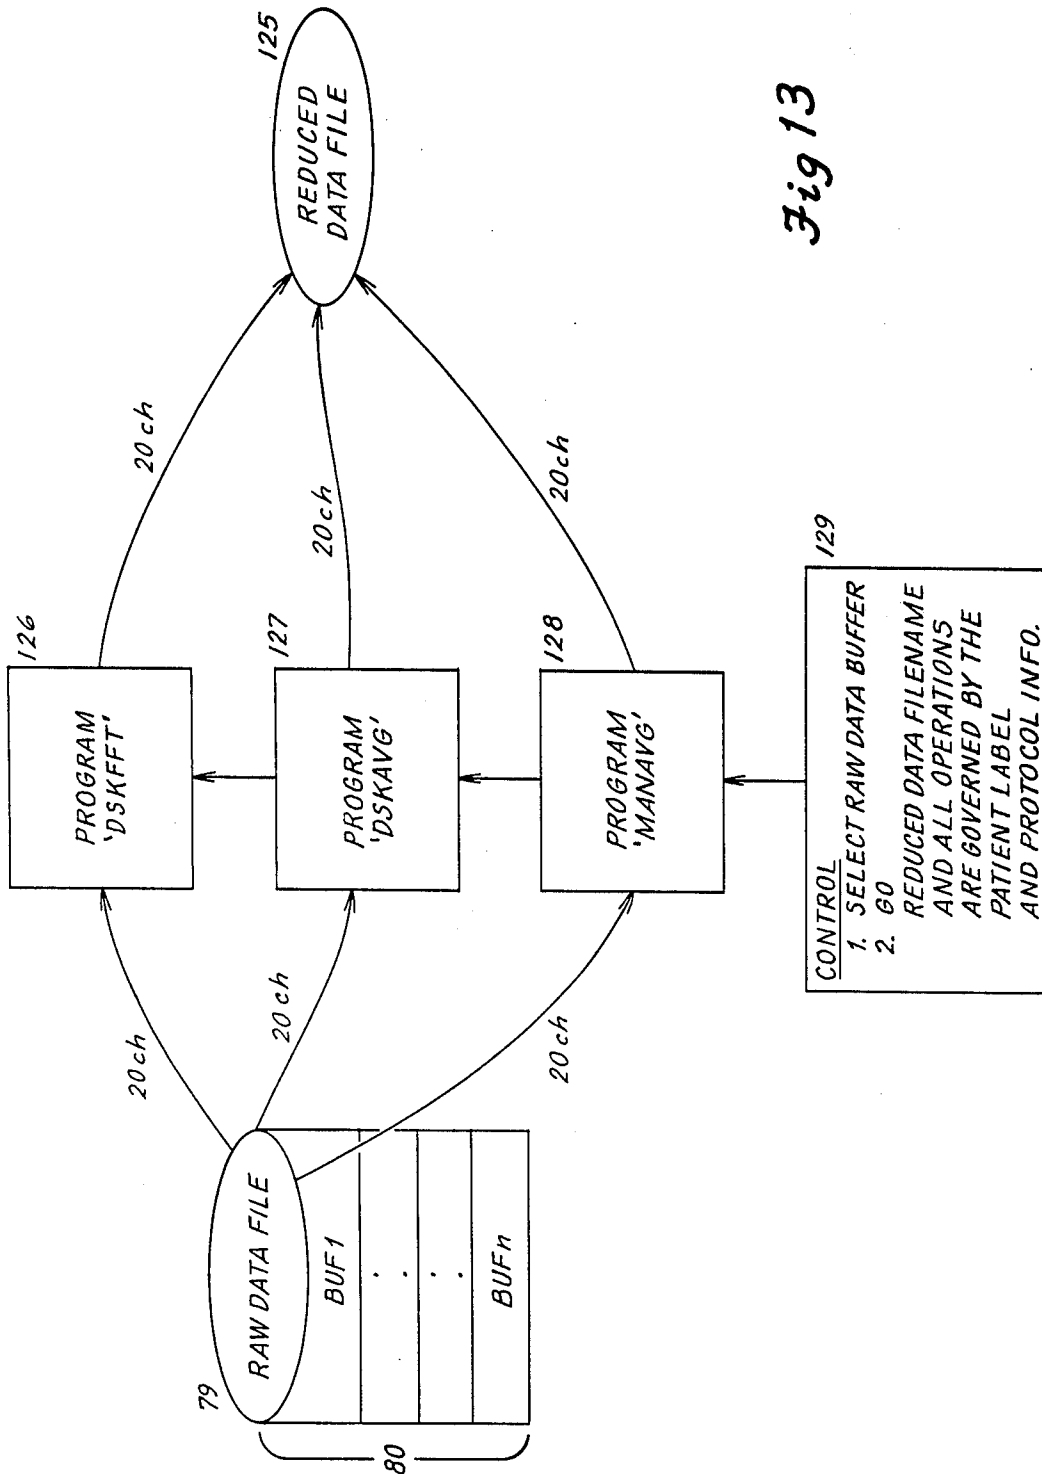 79
RAW DATA FILE
BUF1
. .
. .
BUFn
80
20 ch
20 ch
20 ch
126
PROGRAM
'DSKFFT'
127
PROGRAM
'DSKAVG'
128
PROGRAM
'MANAVG'
20 ch
20 ch
20 ch
125
REDUCED
DATA FILE
129
CONTROL
1. SELECT RAW DATA BUFFER
2. GO
REDUCED DATA FILENAME
AND ALL OPERATIONS
ARE GOVERNED BY THE
PATIENT LABEL
AND PROTOCOL INFO.
Fig 13